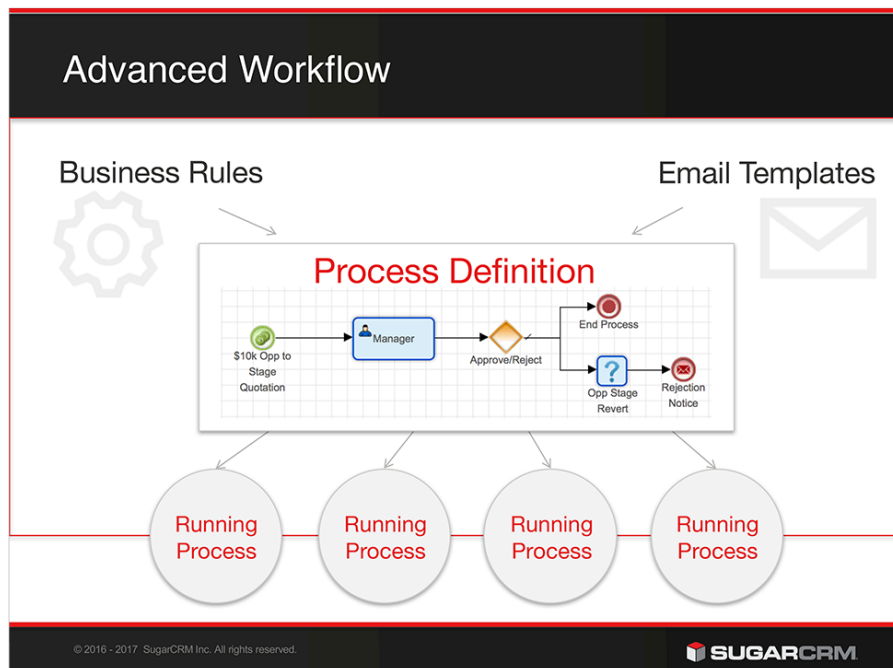 Advanced Workflow
Business Rules
Email Templates
Process Definition
$10k Opp to
Stage
Quotation
Manager
Approve/Reject
End Process
?
Opp Stage
Revert
Rejection
Notice
Running
Process
Running
Process
Running
Process
Running
Process
© 2016 - 2017 SugarCRM Inc. All rights reserved.
SUGARCRM